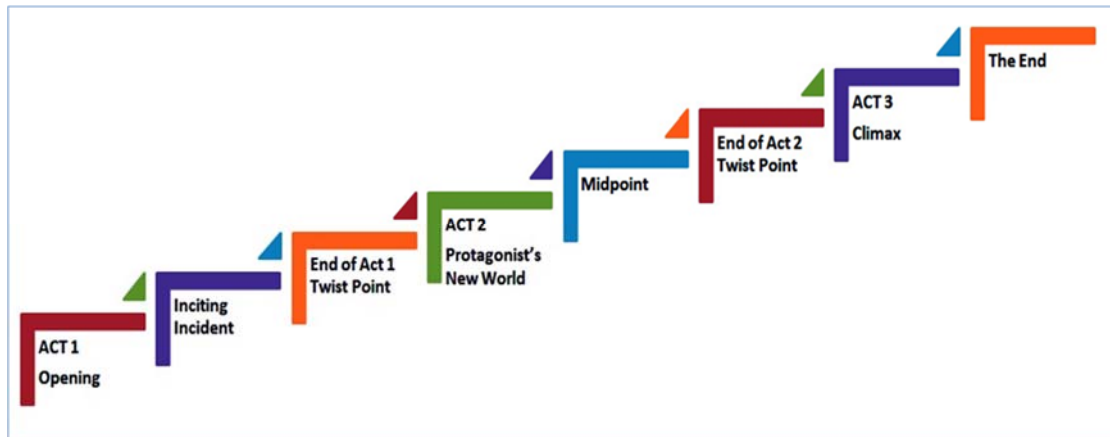 ACT 1
Opening
Inciting
Incident
End of Act 1
Twist Point
ACT 2
Protagonist's
New World
Midpoint
End of Act 2
Twist Point
ACT 3
Climax
The End